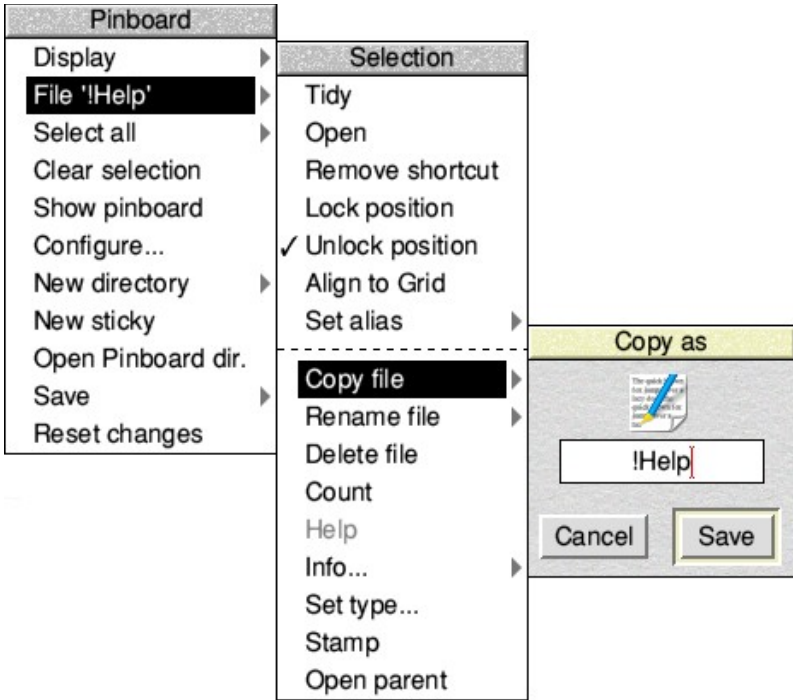 Pinboard
Display
File '!Help'
Select all
Clear selection
Show pinboard
Configure...
New directory
New sticky
Open Pinboard dir.
Save
Reset changes
Selection
Tidy
Open
Remove shortcut
Lock position
✓ Unlock position
Align to Grid
Set alias
Copy file
Rename file
Delete file
Count
Help
Info...
Set type...
Stamp
Open parent
Copy as
!Help
Cancel
Save